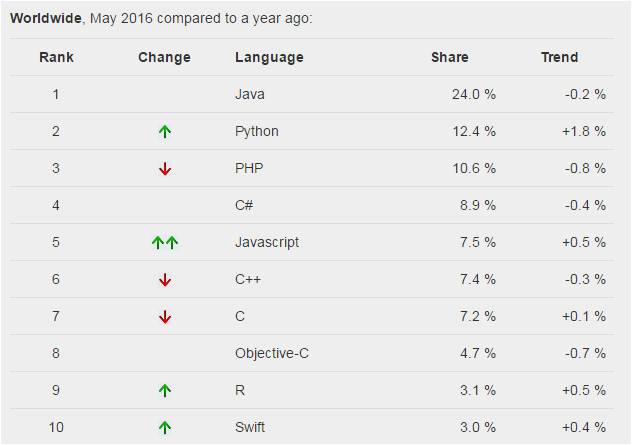 Worldwide, May 2016 compared to a year ago:
Rank Change Language Share Trend
1 Java 24.0 % -0.2 %
2 ↑ Python 12.4 % +1.8 %
3 ↓ PHP 10.6 % -0.8 %
4 C# 8.9 % -0.4 %
5 ↑↑ Javascript 7.5 % +0.5 %
6 ↓ C++ 7.4 % -0.3 %
7 ↓ C 7.2 % +0.1 %
8 Objective-C 4.7 % -0.7 %
9 ↑ R 3.1 % +0.5 %
10 ↑ Swift 3.0 % +0.4 %